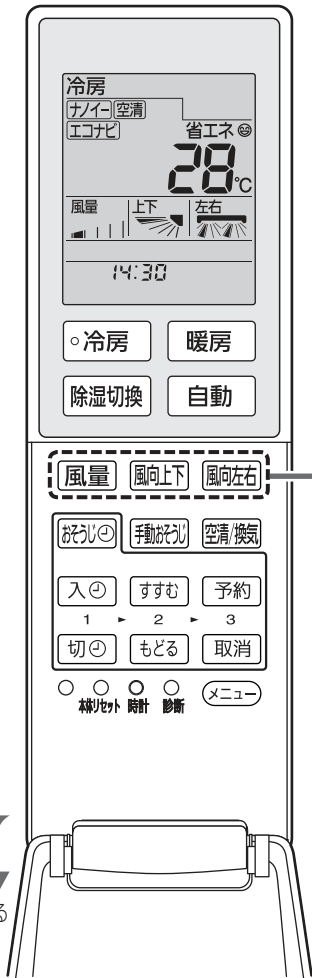 冷房
ナノイー 空清
エコナビ 省エネ
28℃
風量 上下 左右
14:30
冷房 暖房
除湿切換 自動
風量 風向上下 風向左右
おそうじ 手動おそうじ 空清/換気
入 すすむ 予約
1 ► 2 ► 3
切 もどる 取消
本体リセット 時計 診断 メニュー
る